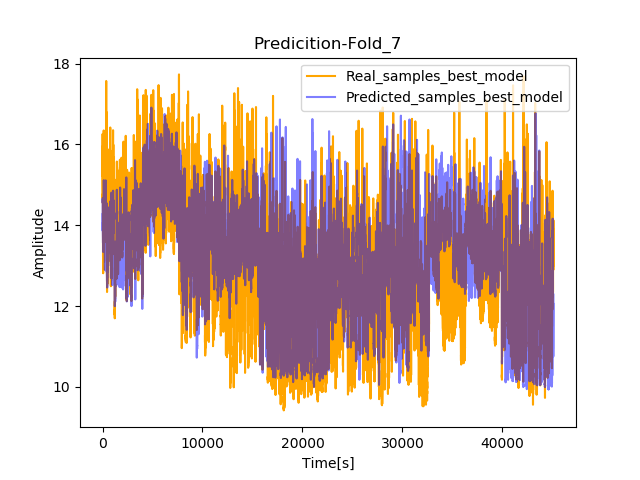 Predicition-Fold_7
Real_samples_best_model
Predicted_samples_best_model
18
16
14
12
10
Amplitude
0
10000
20000
30000
40000
Time[s]